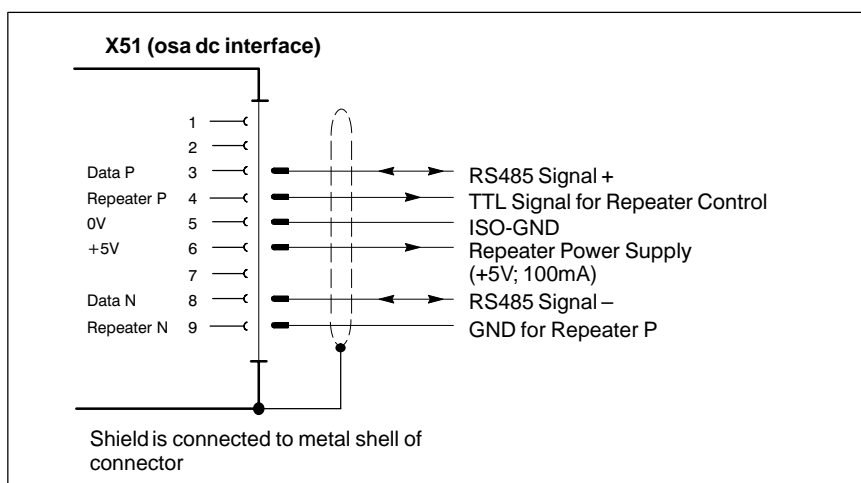 X51 (osa dc interface)
1
2
Data P 3 RS485 Signal +
Repeater P 4 TTL Signal for Repeater Control
0V 5 ISO-GND
+5V 6 Repeater Power Supply
7 (+5V; 100mA)
Data N 8 RS485 Signal –
Repeater N 9 GND for Repeater P
Shield is connected to metal shell of
connector